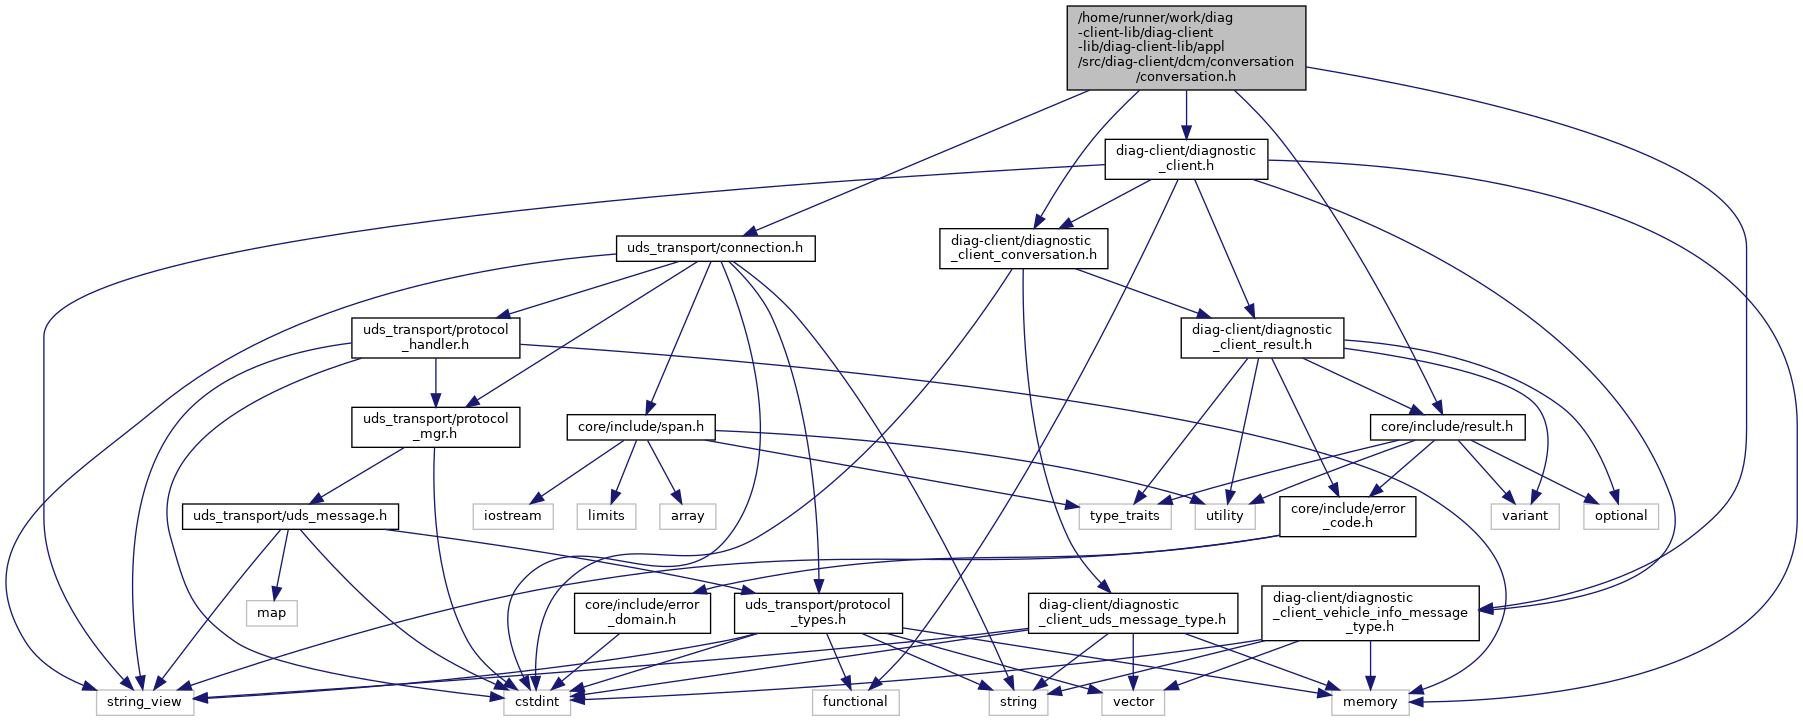 /home/runner/work/diag
-client-lib/diag-client
-lib/diag-client-lib/appl
/src/diag-client/dcm/conversation
/conversation.h
diag-client/diagnostic
_client.h
uds_transport/connection.h
diag-client/diagnostic
_client_conversation.h
uds_transport/protocol
_handler.h
diag-client/diagnostic
_client_result.h
uds_transport/protocol
_mgr.h
core/include/span.h
core/include/result.h
uds_transport/uds_message.h
iostream
limits
array
type_traits
utility
core/include/error
_code.h
variant
optional
map
core/include/error
_domain.h
uds_transport/protocol
_types.h
diag-client/diagnostic
_client_uds_message_type.h
diag-client/diagnostic
_client_vehicle_info_message
_type.h
string_view
cstdint
functional
string
vector
memory